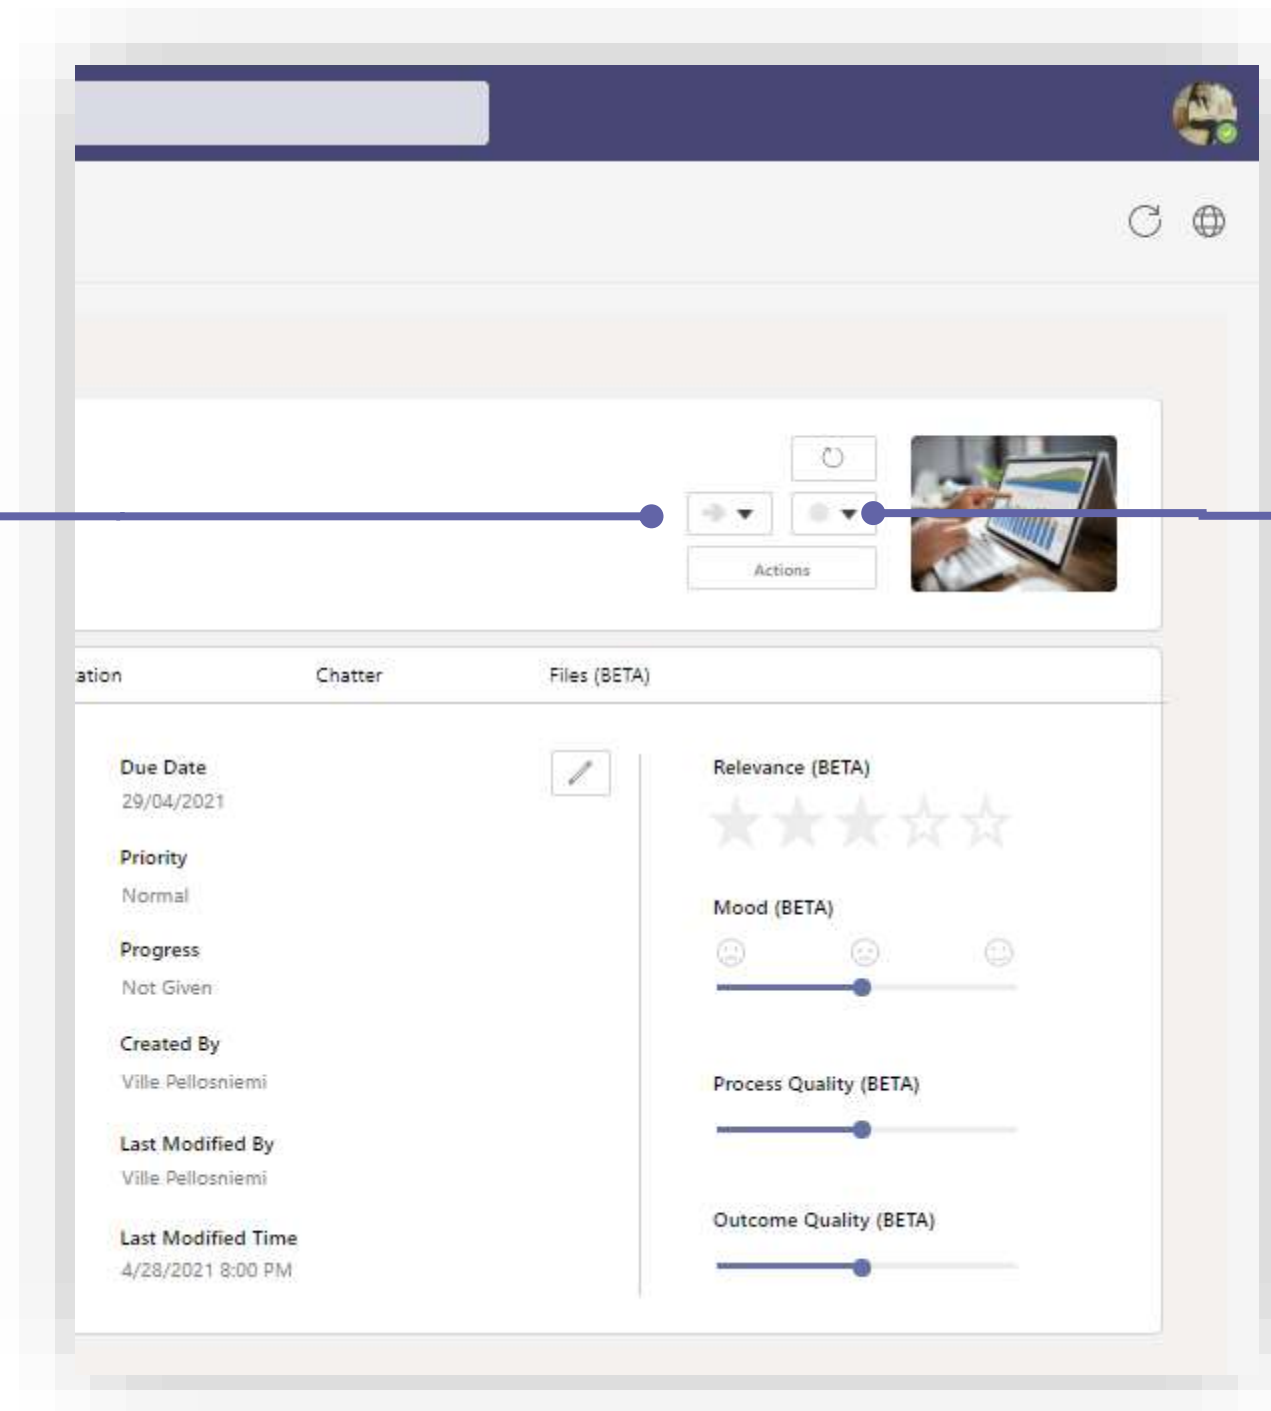 Actions
ation
Chatter
Files (BETA)
Due Date
29/04/2021
Priority
Normal
Progress
Not Given
Created By
Ville Pellosniemi
Last Modified By
Ville Pellosniemi
Last Modified Time
4/28/2021 8:00 PM
Relevance (BETA)
Mood (BETA)
Process Quality (BETA)
Outcome Quality (BETA)